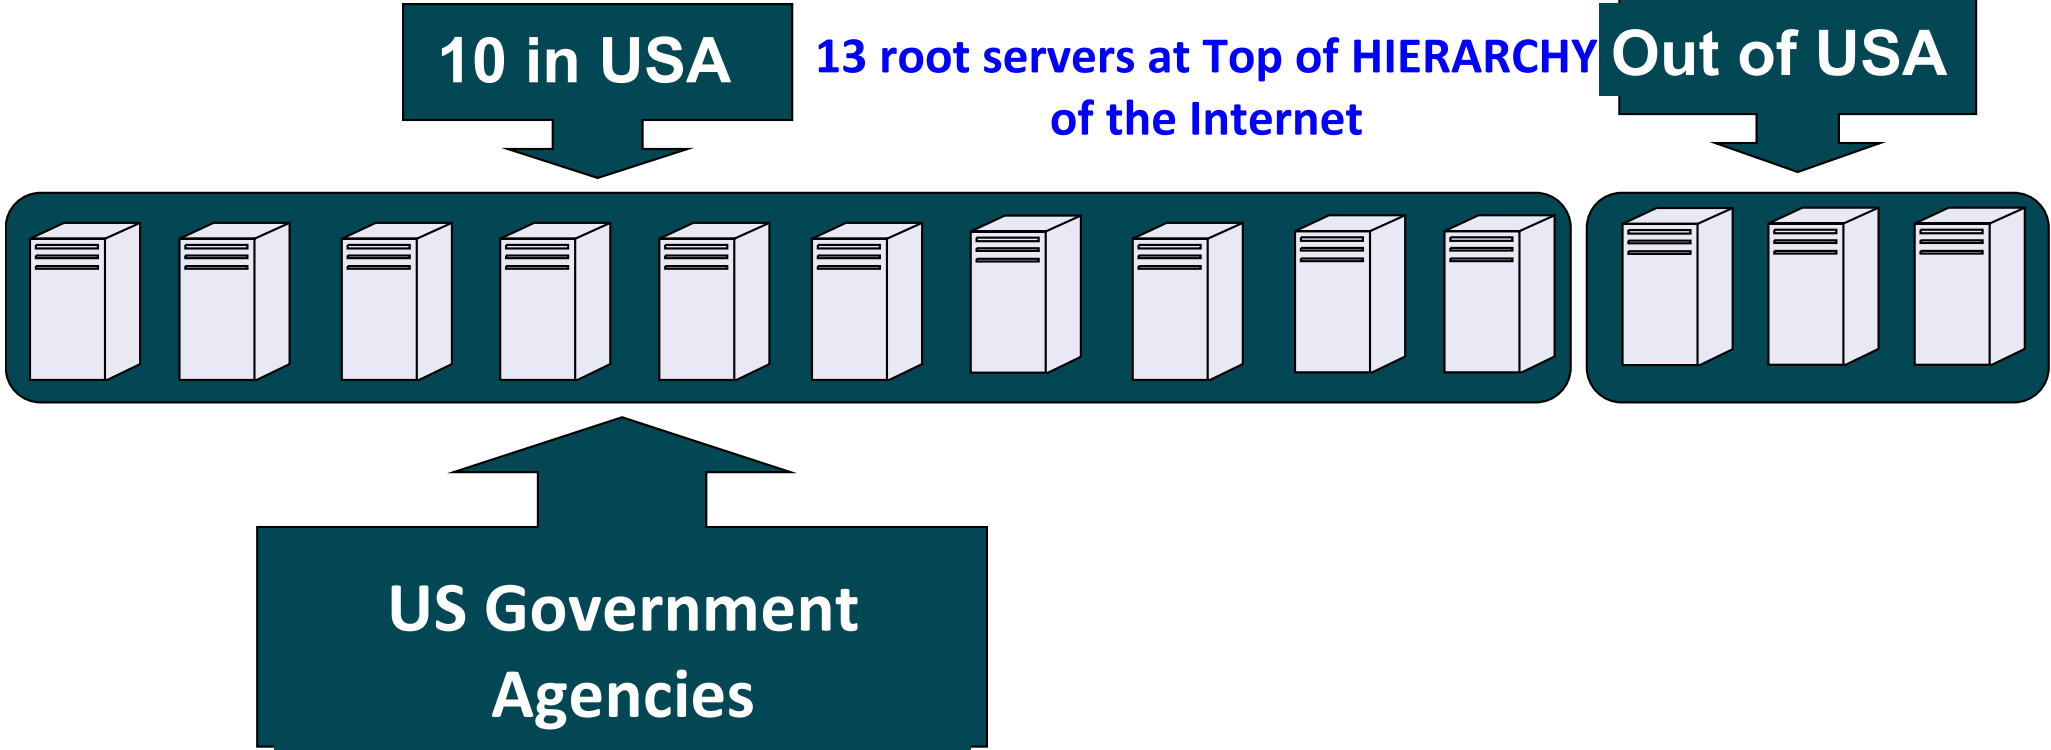 10 in USA
13 root servers at Top of HIERARCHY
of the Internet
Out of USA
US Government
Agencies